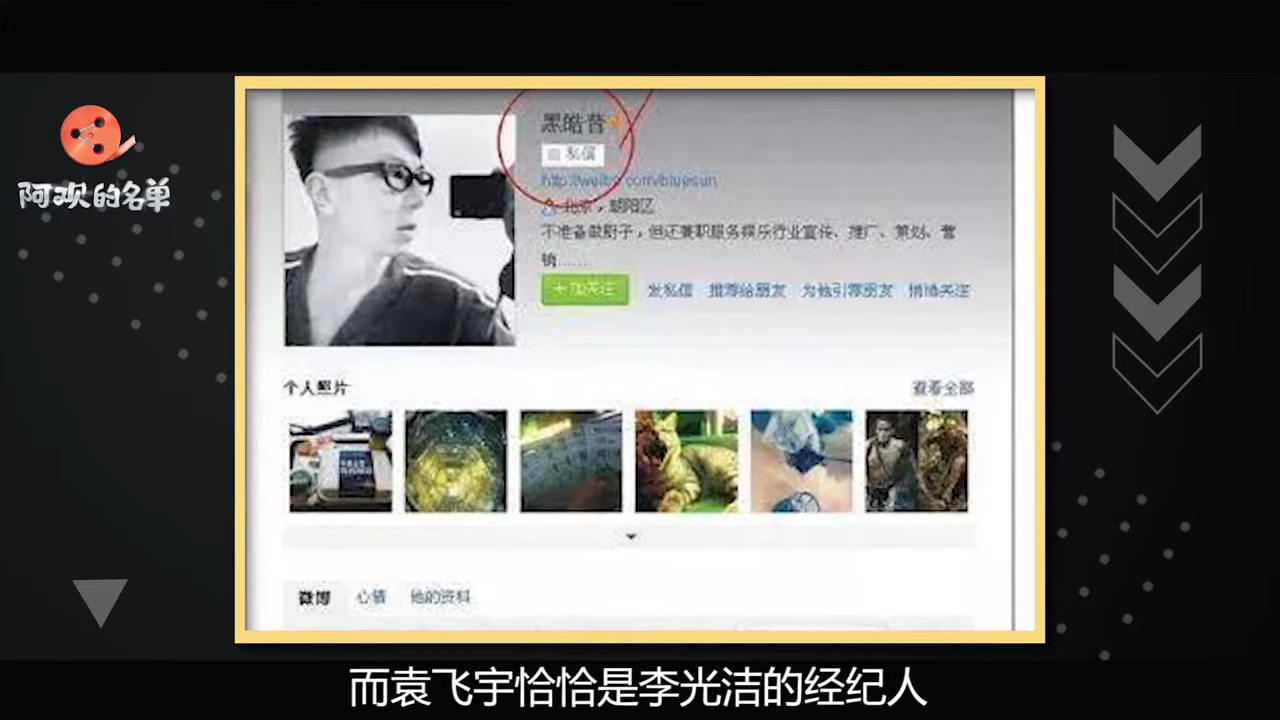 阿欢的名单
黑皓昔
私信
http://weibo.com/bluesun
北京，朝阳区
不准备做厨子，但还兼职服务娱乐行业宣传、推广、策划、营
销……
+加关注 发私信 推荐给朋友 为他引荐朋友 悄悄关注
个人照片 查看全部
微博 心情 他的资料
而袁飞宇恰恰是李光洁的经纪人